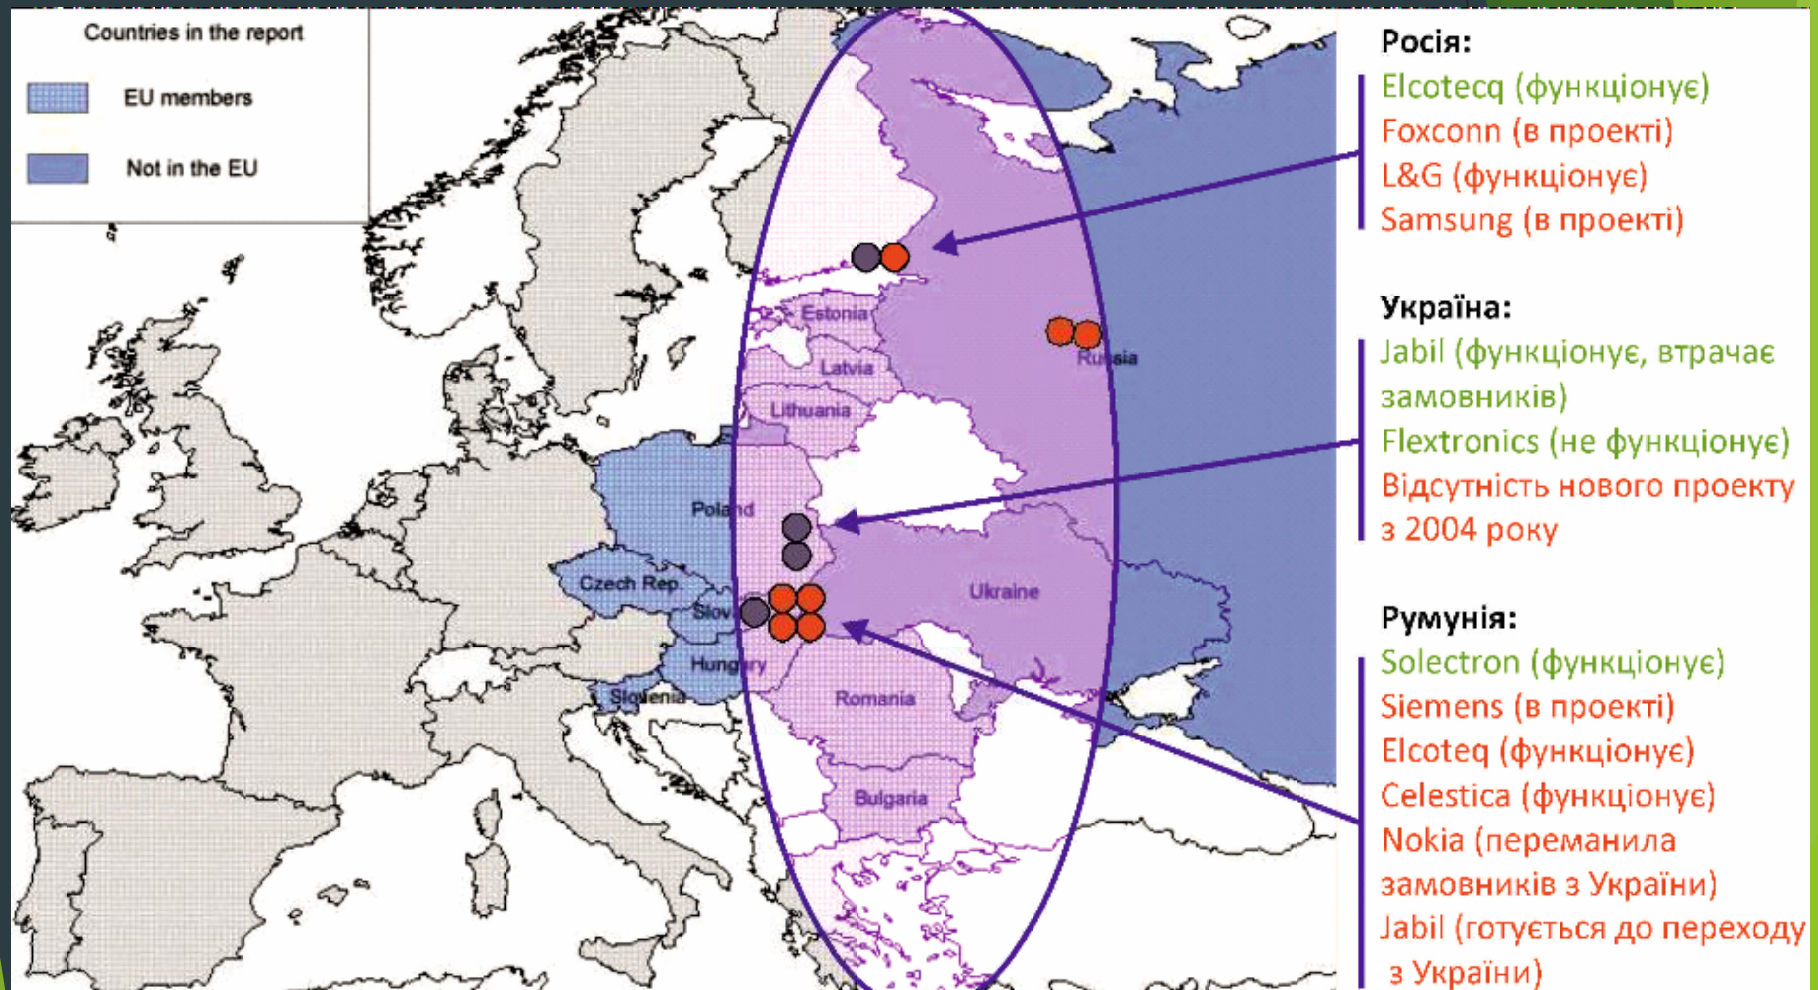 Countries in the report
EU members
Not in the EU
Estonia
Latvia
Russia
Lithuania
Poland
Czech Rep.
Ukraine
Hungary
Slovenia
Romania
Bulgaria
Росія:
Elcotecq (функціонує)
Foxconn (в проекті)
L&G (функціонує)
Samsung (в проекті)
Україна:
Jabil (функціонує, втрачає
замовників)
Flextronics (не функціонує)
Відсутність нового проекту
з 2004 року
Румунія:
Solectron (функціонує)
Siemens (в проекті)
Elcoteq (функціонує)
Celestica (функціонує)
Nokia (переманила
замовників з України)
Jabil (готується до переходу
з України)